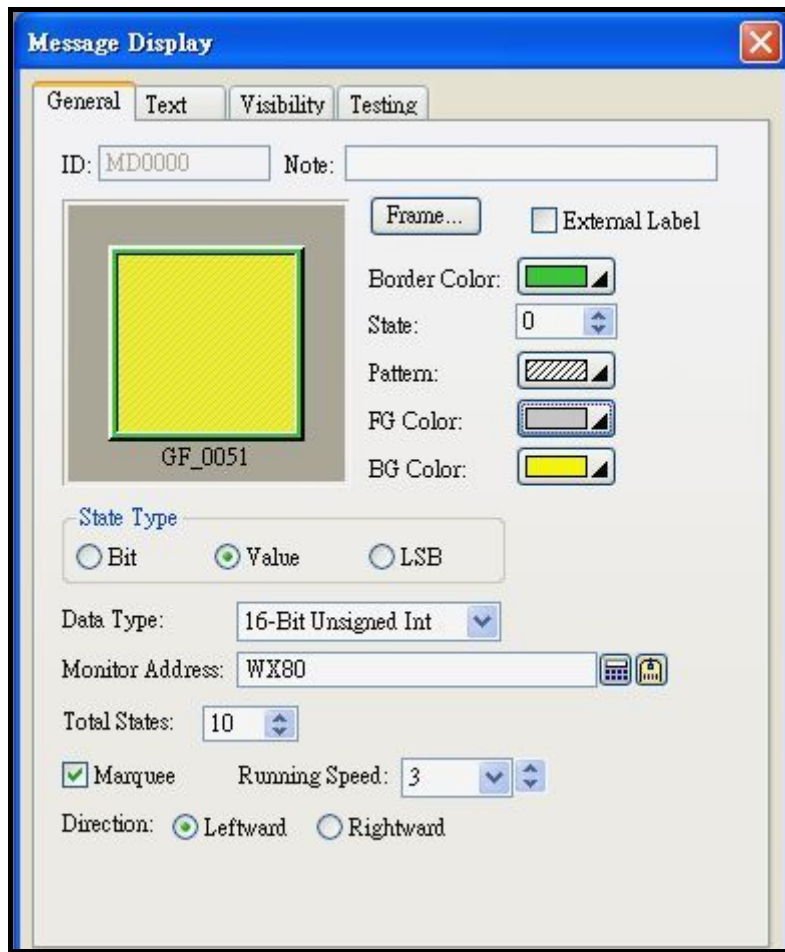 Message Display
General Text Visibility Testing
ID: MD0000 Note:
Frame... External Label
Border Color:
State: 0
Pattern:
FG Color:
GF_0051
BG Color:
State Type
Bit Value LSB
Data Type: 16-Bit Unsigned Int
Monitor Address: WX80
Total States: 10
Marquee Running Speed: 3
Direction: Leftward Rightward